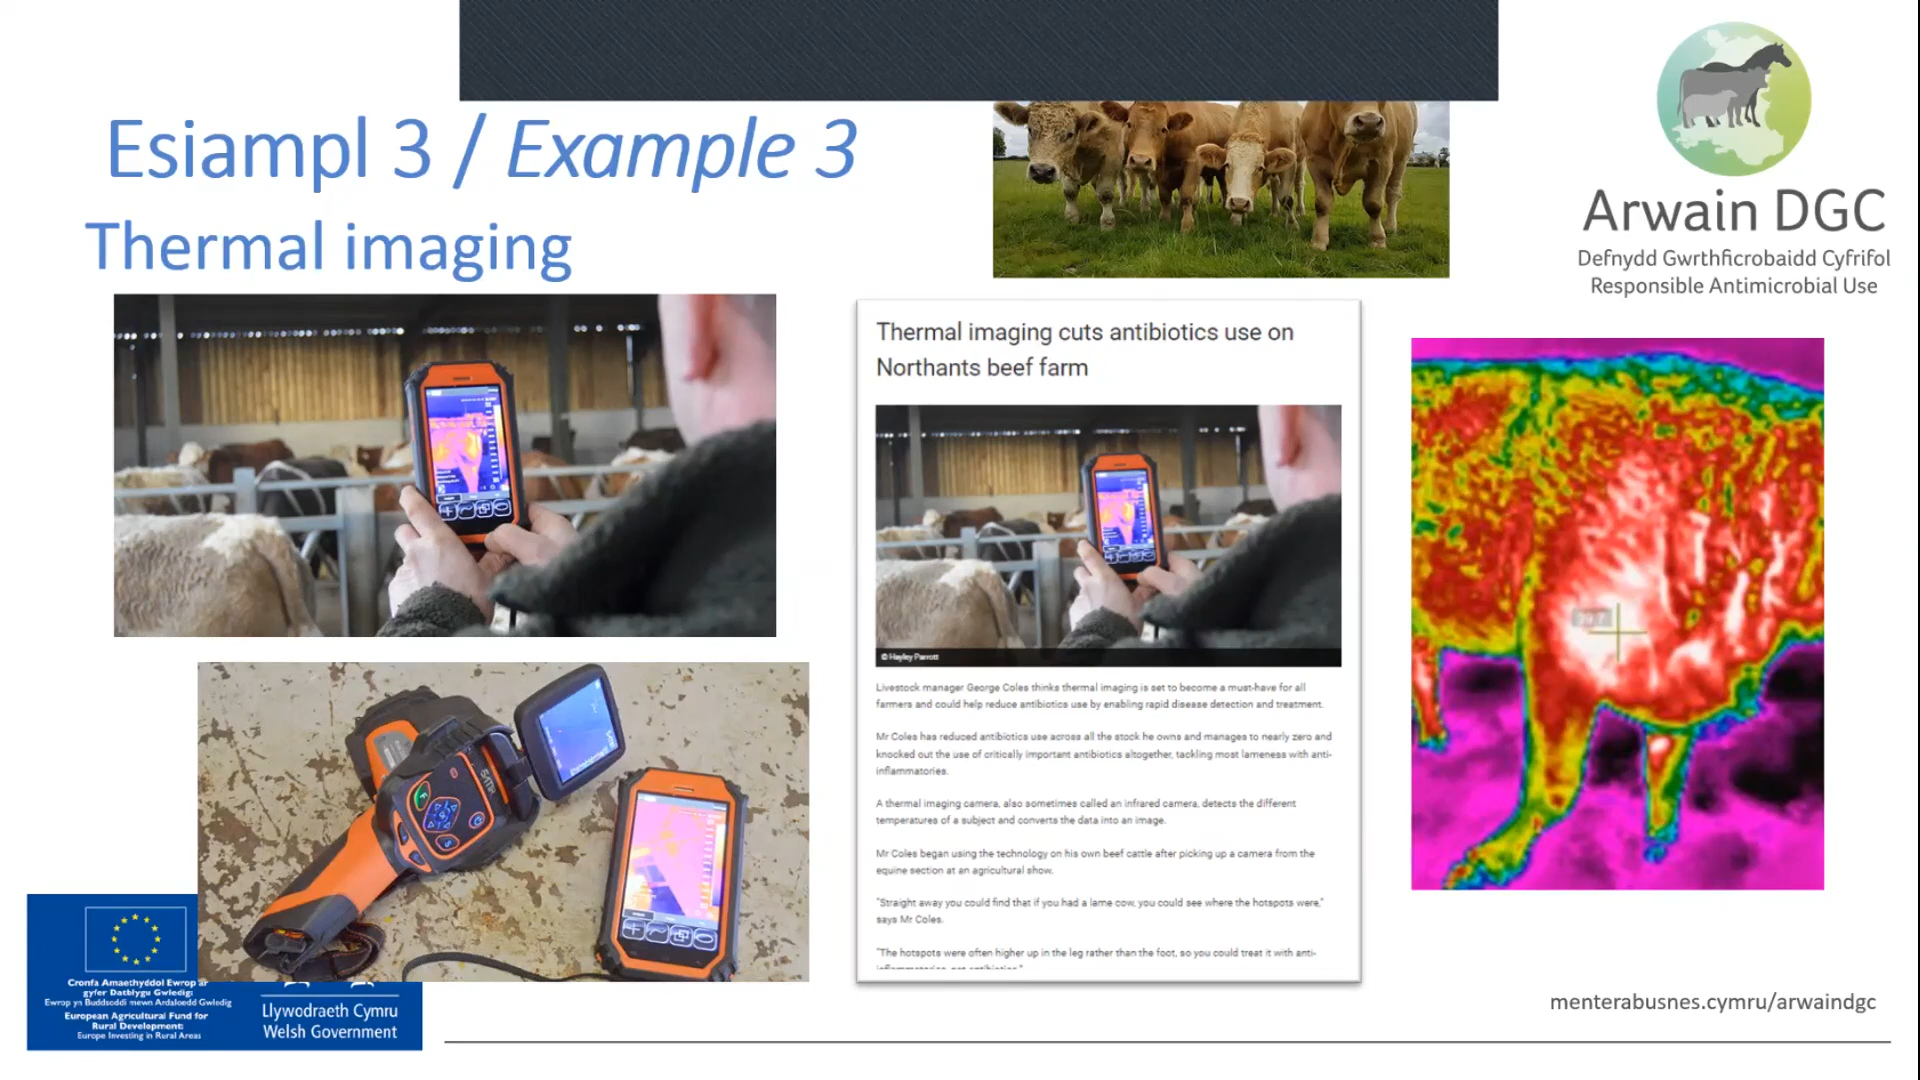 Esiampl 3 / Example 3
Thermal imaging
Arwain DGC
Defnydd Gwrthficrobaidd Cyfrifol
Responsible Antimicrobial Use
Thermal imaging cuts antibiotics use on
Northants beef farm
© Hayley Parrott
Livestock manager George Coles thinks thermal imaging is set to become a must-have for all
farmers and could help reduce antibiotics use by enabling rapid disease detection and treatment.
Mr Coles has reduced antibiotics use across all the stock he owns and manages to nearly zero and
knocked out the use of critically important antibiotics altogether, tackling most lameness with anti-
inflammatories.
A thermal imaging camera, also sometimes called an infrared camera, detects the different
temperatures of a subject and converts the data into an image.
Mr Coles began using the technology on his own beef cattle after picking up a camera from the
equine section at an agricultural show.
"Straight away you could find that if you had a lame cow, you could see where the hotspots were,"
says Mr Coles.
"The hotspots were often higher up in the leg rather than the foot, so you could treat it with anti-
inflammatories, not antibiotics."
SATIR
Cronfa Amaethyddol Ewrop ar
gyfer Datblygu Gwledig:
Ewrop yn Buddsoddi mewn Ardaloedd Gwledig
European Agricultural Fund for
Rural Development:
Europe Investing in Rural Areas
Llywodraeth Cymru
Welsh Government
menterabusnes.cymru/arwaindgc